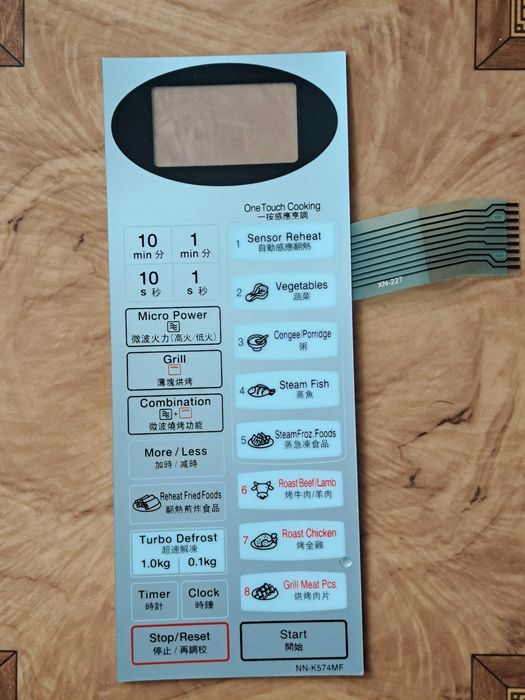 One Touch Cooking
一按感應烹調
10
min 分
1
min 分
10
s 秒
1
s 秒
Micro Power
微波火力(高火/低火)
Grill
薄塊烘烤
Combination
+
微波燒烤功能
More / Less
加時 / 減時
Reheat Fried Foods
翻熱煎炸食品
Turbo Defrost
超速解凍
1.0kg 0.1kg
Timer
時計
Clock
時鐘
Stop/Reset
停止 / 再調校
1 Sensor Reheat
自動感應翻熱
2 Vegetables
蔬菜
3 Congee/Porridge
粥
4 Steam Fish
蒸魚
5 Steam Froz. Foods
蒸急凍食品
6 Roast Beef/Lamb
烤牛肉/羊肉
7 Roast Chicken
烤全雞
8 Grill Meat Pcs.
烘烤肉片
Start
開始
NN-K574MF
XN-227